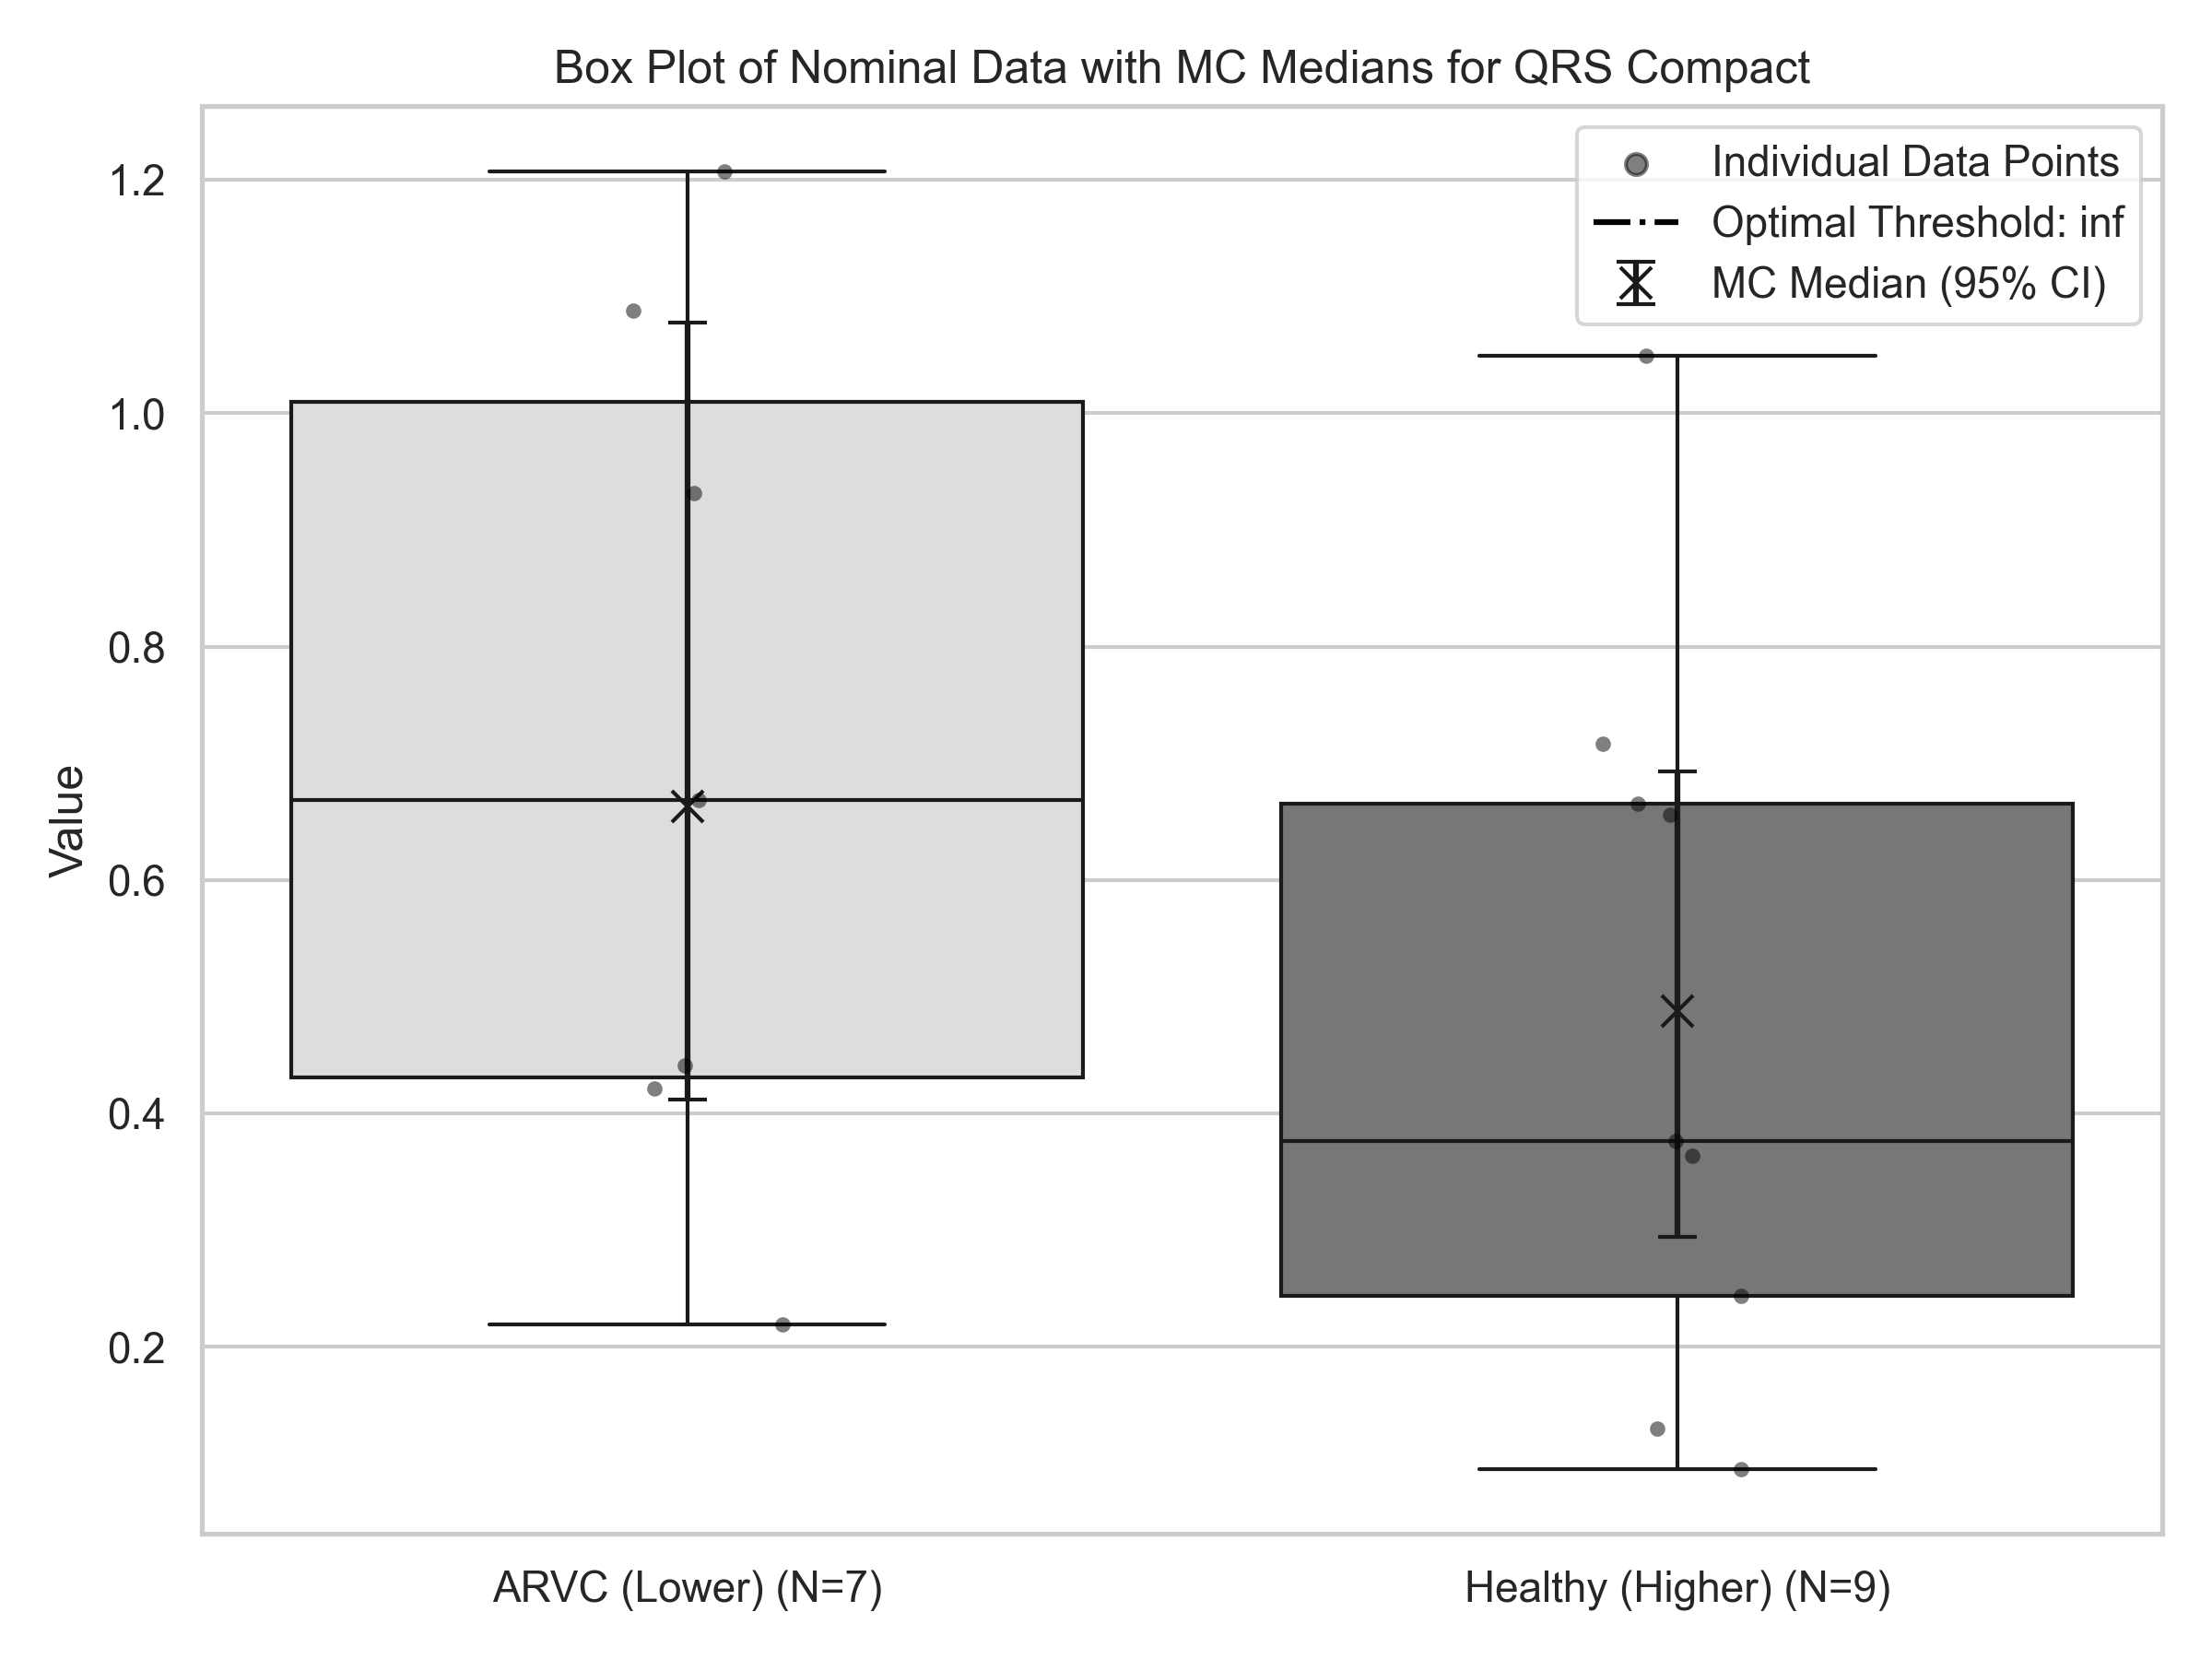 Box Plot of Nominal Data with MC Medians for QRS Compact
Individual Data Points
Optimal Threshold: inf
MC Median (95% CI)
Value
1.2
1.0
0.8
0.6
0.4
0.2
ARVC (Lower) (N=7)
Healthy (Higher) (N=9)